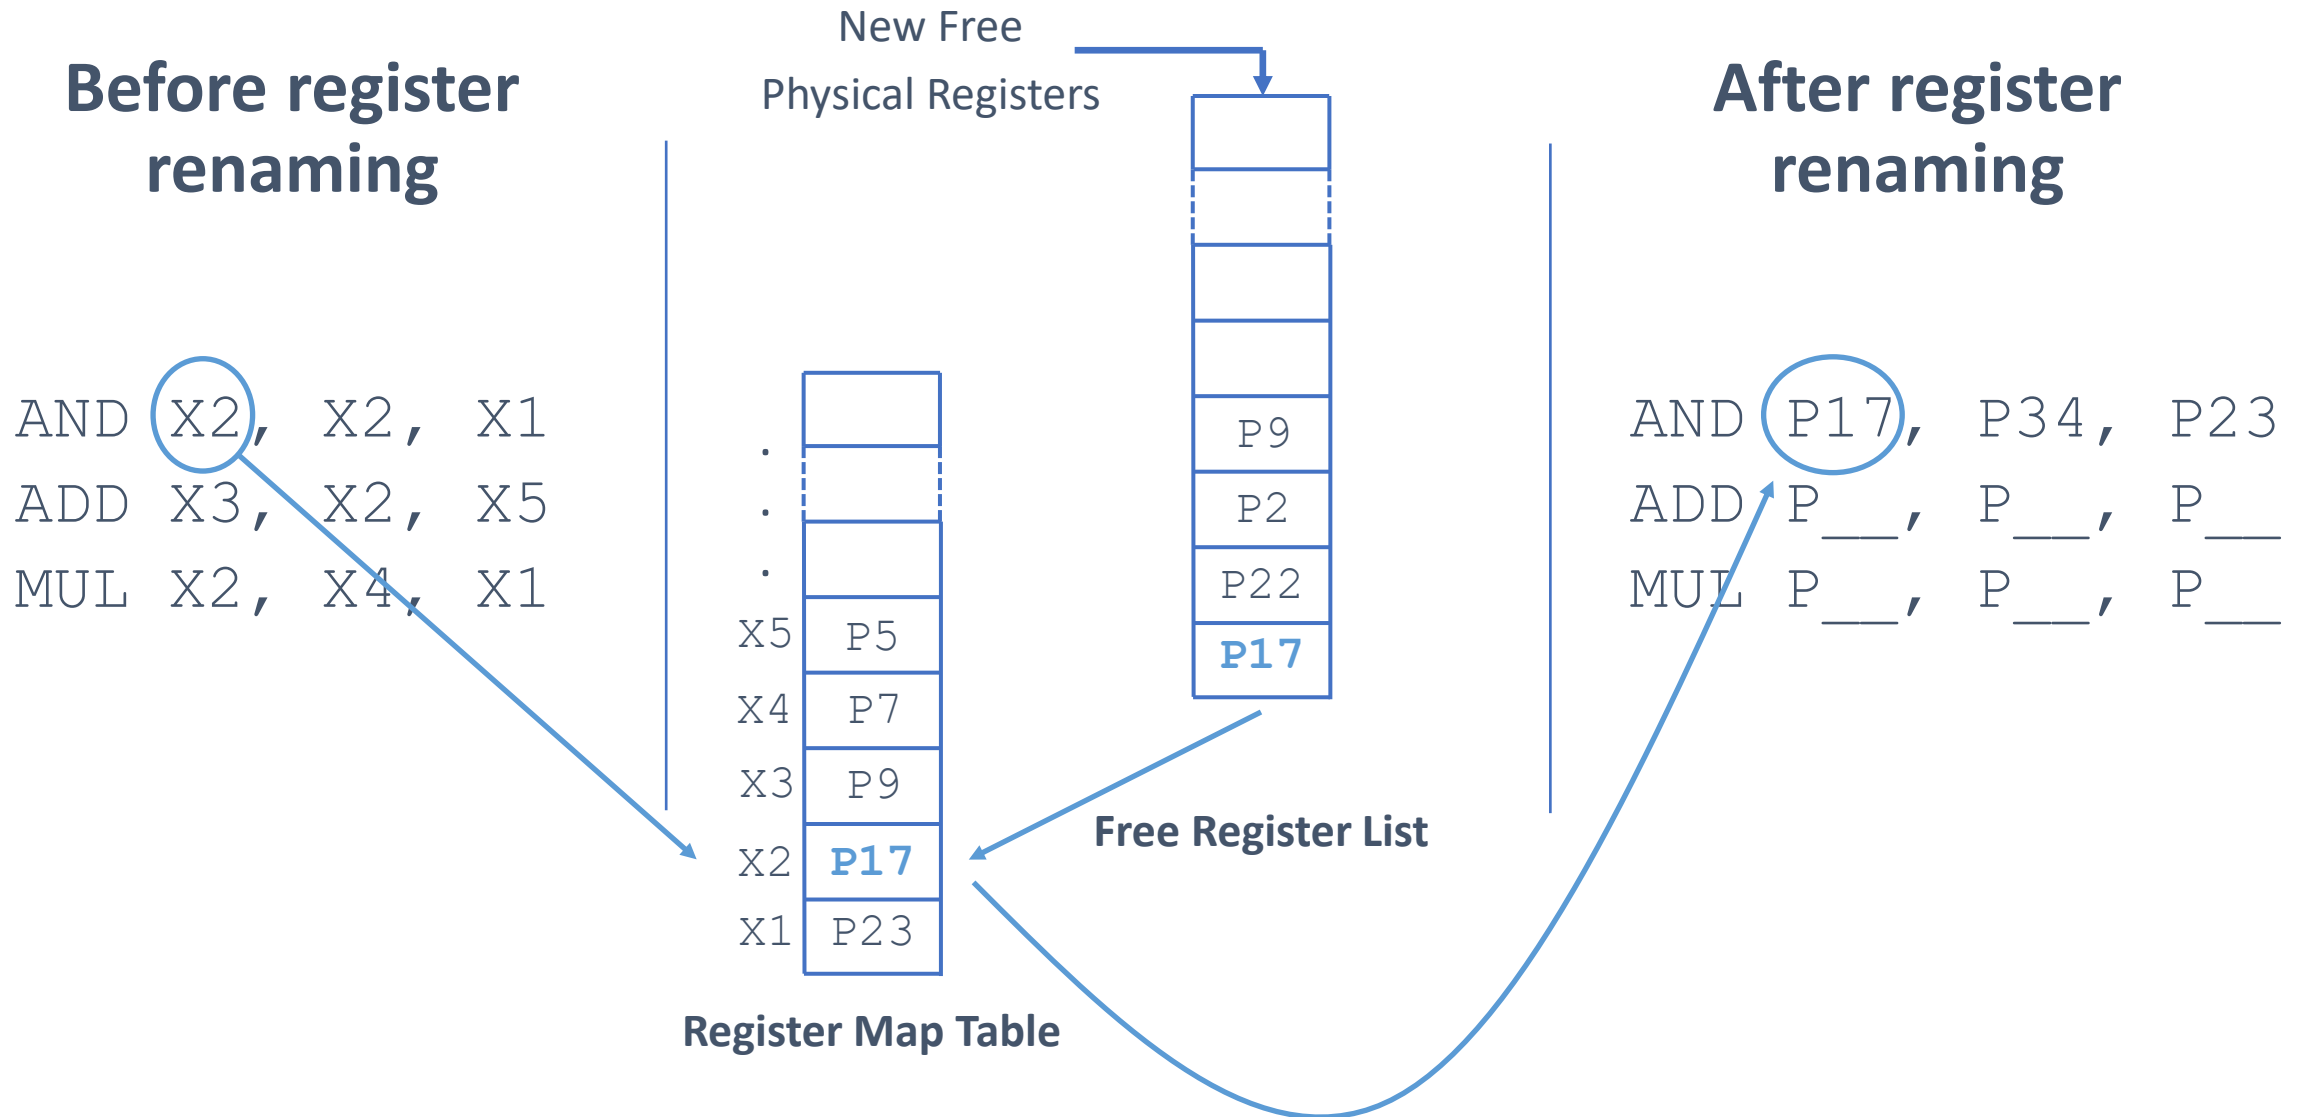 Before register
renaming
New Free
Physical Registers
After register
renaming
AND X2, X2, X1
ADD X3, X2, X5
MUL X2, X4, X1
.
.
.
X5 P5
X4 P7
X3 P9
X2 P17
X1 P23
Register Map Table
P9
P2
P22
P17
Free Register List
AND P17, P34, P23
ADD P__, P__, P__
MUL P__, P__, P__